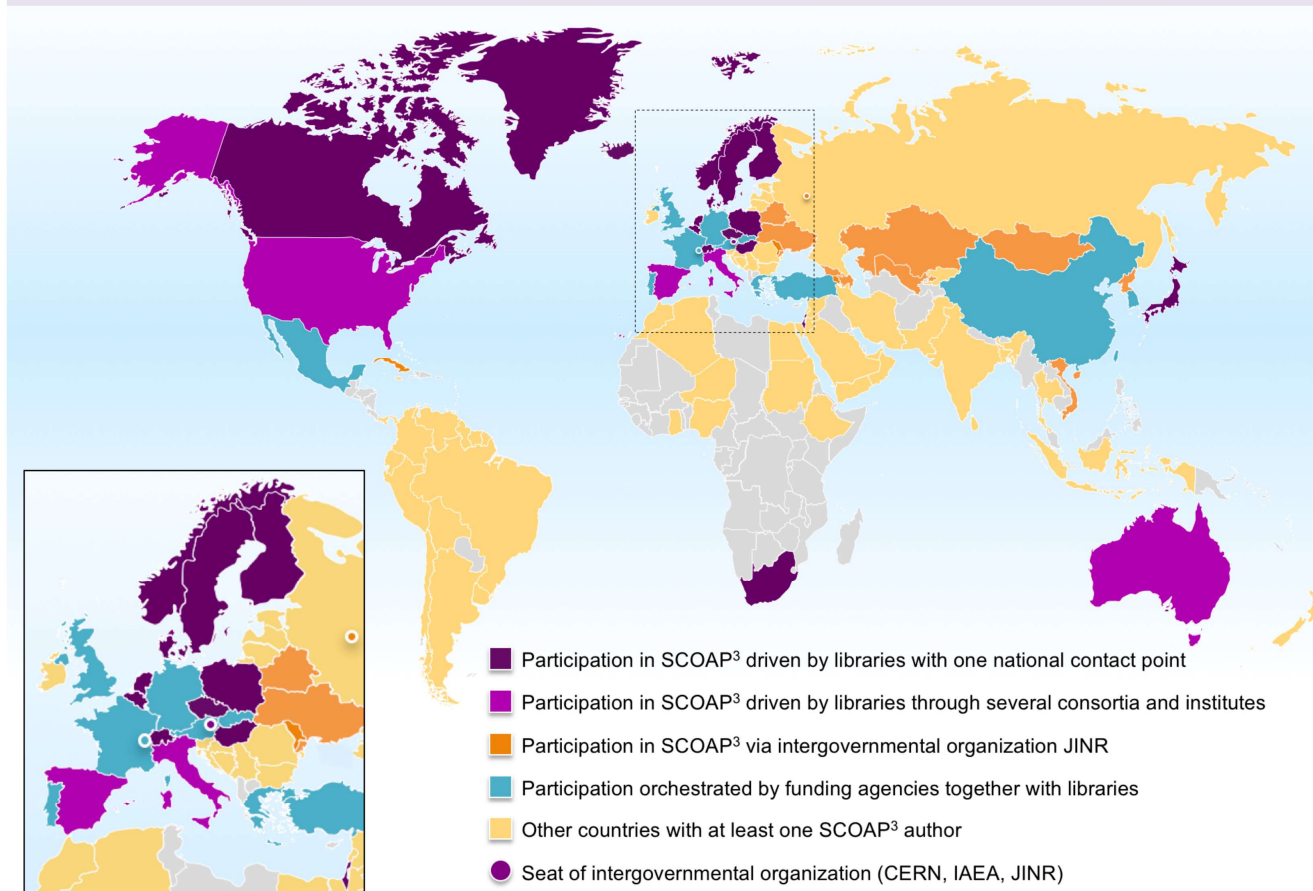 Participation in SCOAP³ driven by libraries with one national contact point
Participation in SCOAP³ driven by libraries through several consortia and institutes
Participation in SCOAP³ via intergovernmental organization JINR
Participation orchestrated by funding agencies together with libraries
Other countries with at least one SCOAP³ author
Seat of intergovernmental organization (CERN, IAEA, JINR)